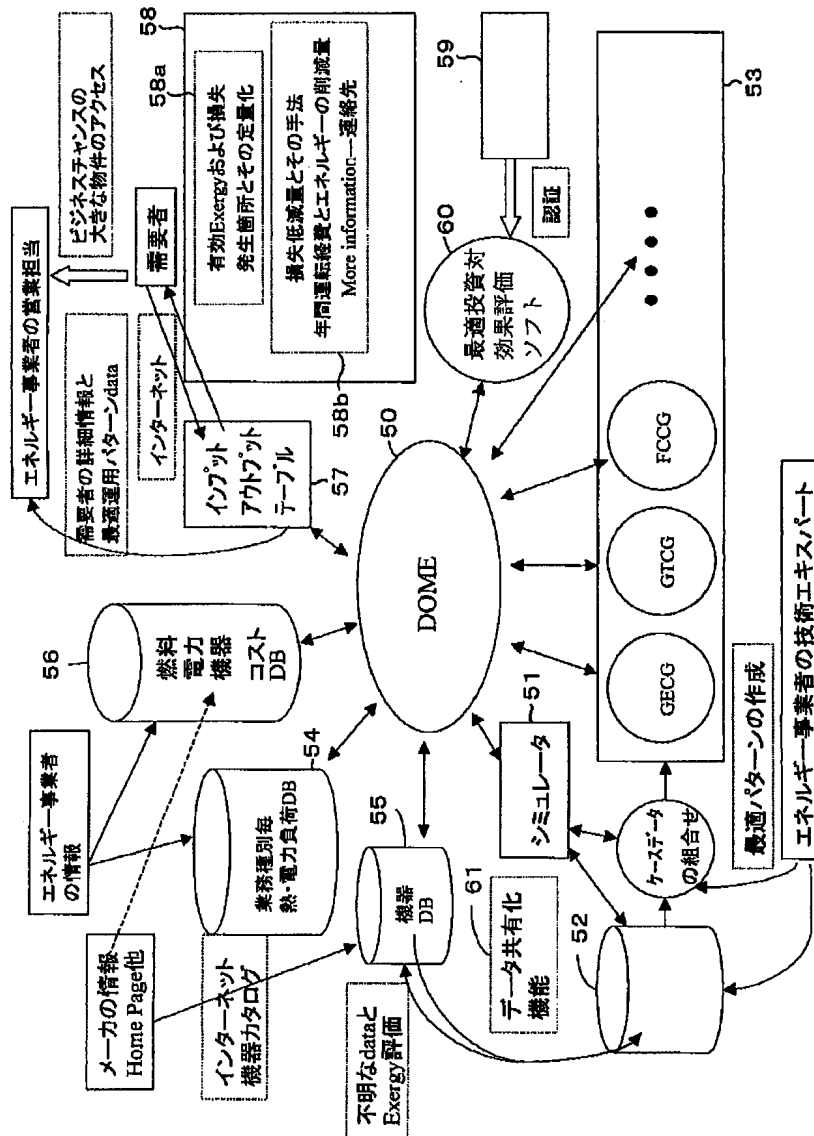 エネルギー事業者の営業担当
ビジネスチャンスの
大きな物件のアクセス
需要者の詳細情報と
最適運用パターンdata
インターネット
需要者
58
58a
有効Exergyおよび損失
発生箇所とその定量化
損失低減量とその手法
年間運転経費とエネルギーの削減量
More information---連絡先
58b
インプット
アウトプット
テーブル
57
56
燃料
電力
機器
コスト
DB
エネルギー事業者
の情報
メーカの情報
Home Page他
54
業務種別毎
熱・電力負荷DB
インターネット
機器カタログ
55
機器
DB
不明なdataと
Exergy評価
61
データ共有化
機能
52
50
DOME
51
シミュレータ
60
最適投資対
効果評価
ソフト
59
認証
53
GECG
GTCG
FCCG
ケースデータ
の組合せ
最適パターンの作成
エネルギー事業者の技術エキスパート